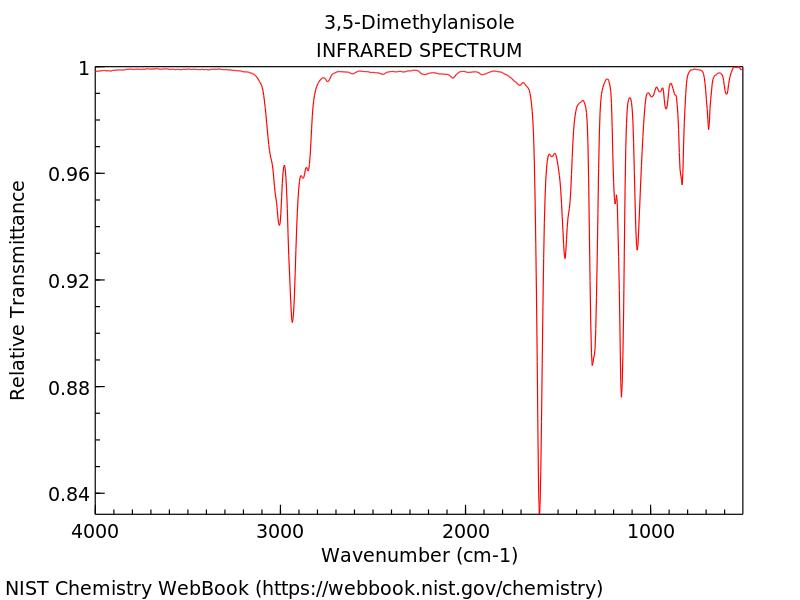 3,5-Dimethylanisole
INFRARED SPECTRUM
1
0.96
0.92
0.88
0.84
Relative Transmittance
4000 3000 2000 1000
Wavenumber (cm-1)
NIST Chemistry WebBook (https://webbook.nist.gov/chemistry)